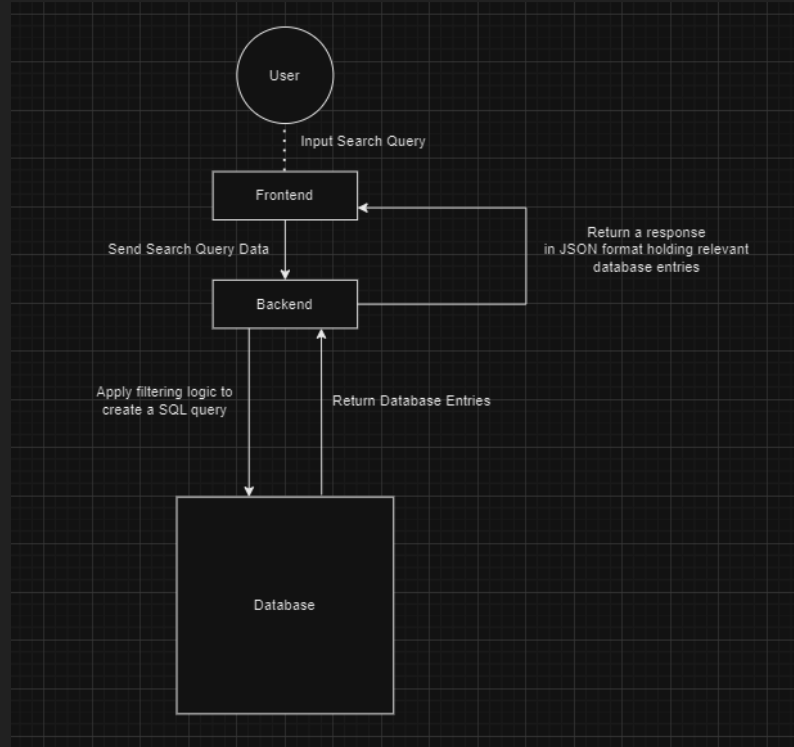 User
Input Search Query
Frontend
Return a response
in JSON format holding relevant
database entries
Send Search Query Data
Backend
Apply filtering logic to
create a SQL query
Return Database Entries
Database